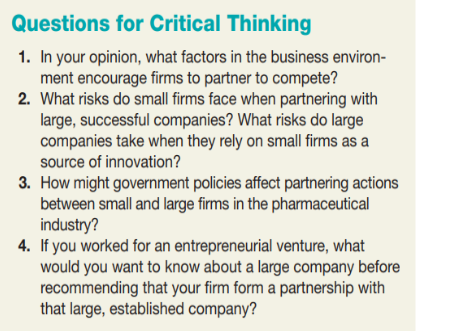 Questions for Critical Thinking
1. In your opinion, what factors in the business environ-
ment encourage firms to partner to compete?
2. What risks do small firms face when partnering with
large, successful companies? What risks do large
companies take when they rely on small firms as a
source of innovation?
3. How might government policies affect partnering actions
between small and large firms in the pharmaceutical
industry?
4. If you worked for an entrepreneurial venture, what
would you want to know about a large company before
recommending that your firm form a partnership with
that large, established company?